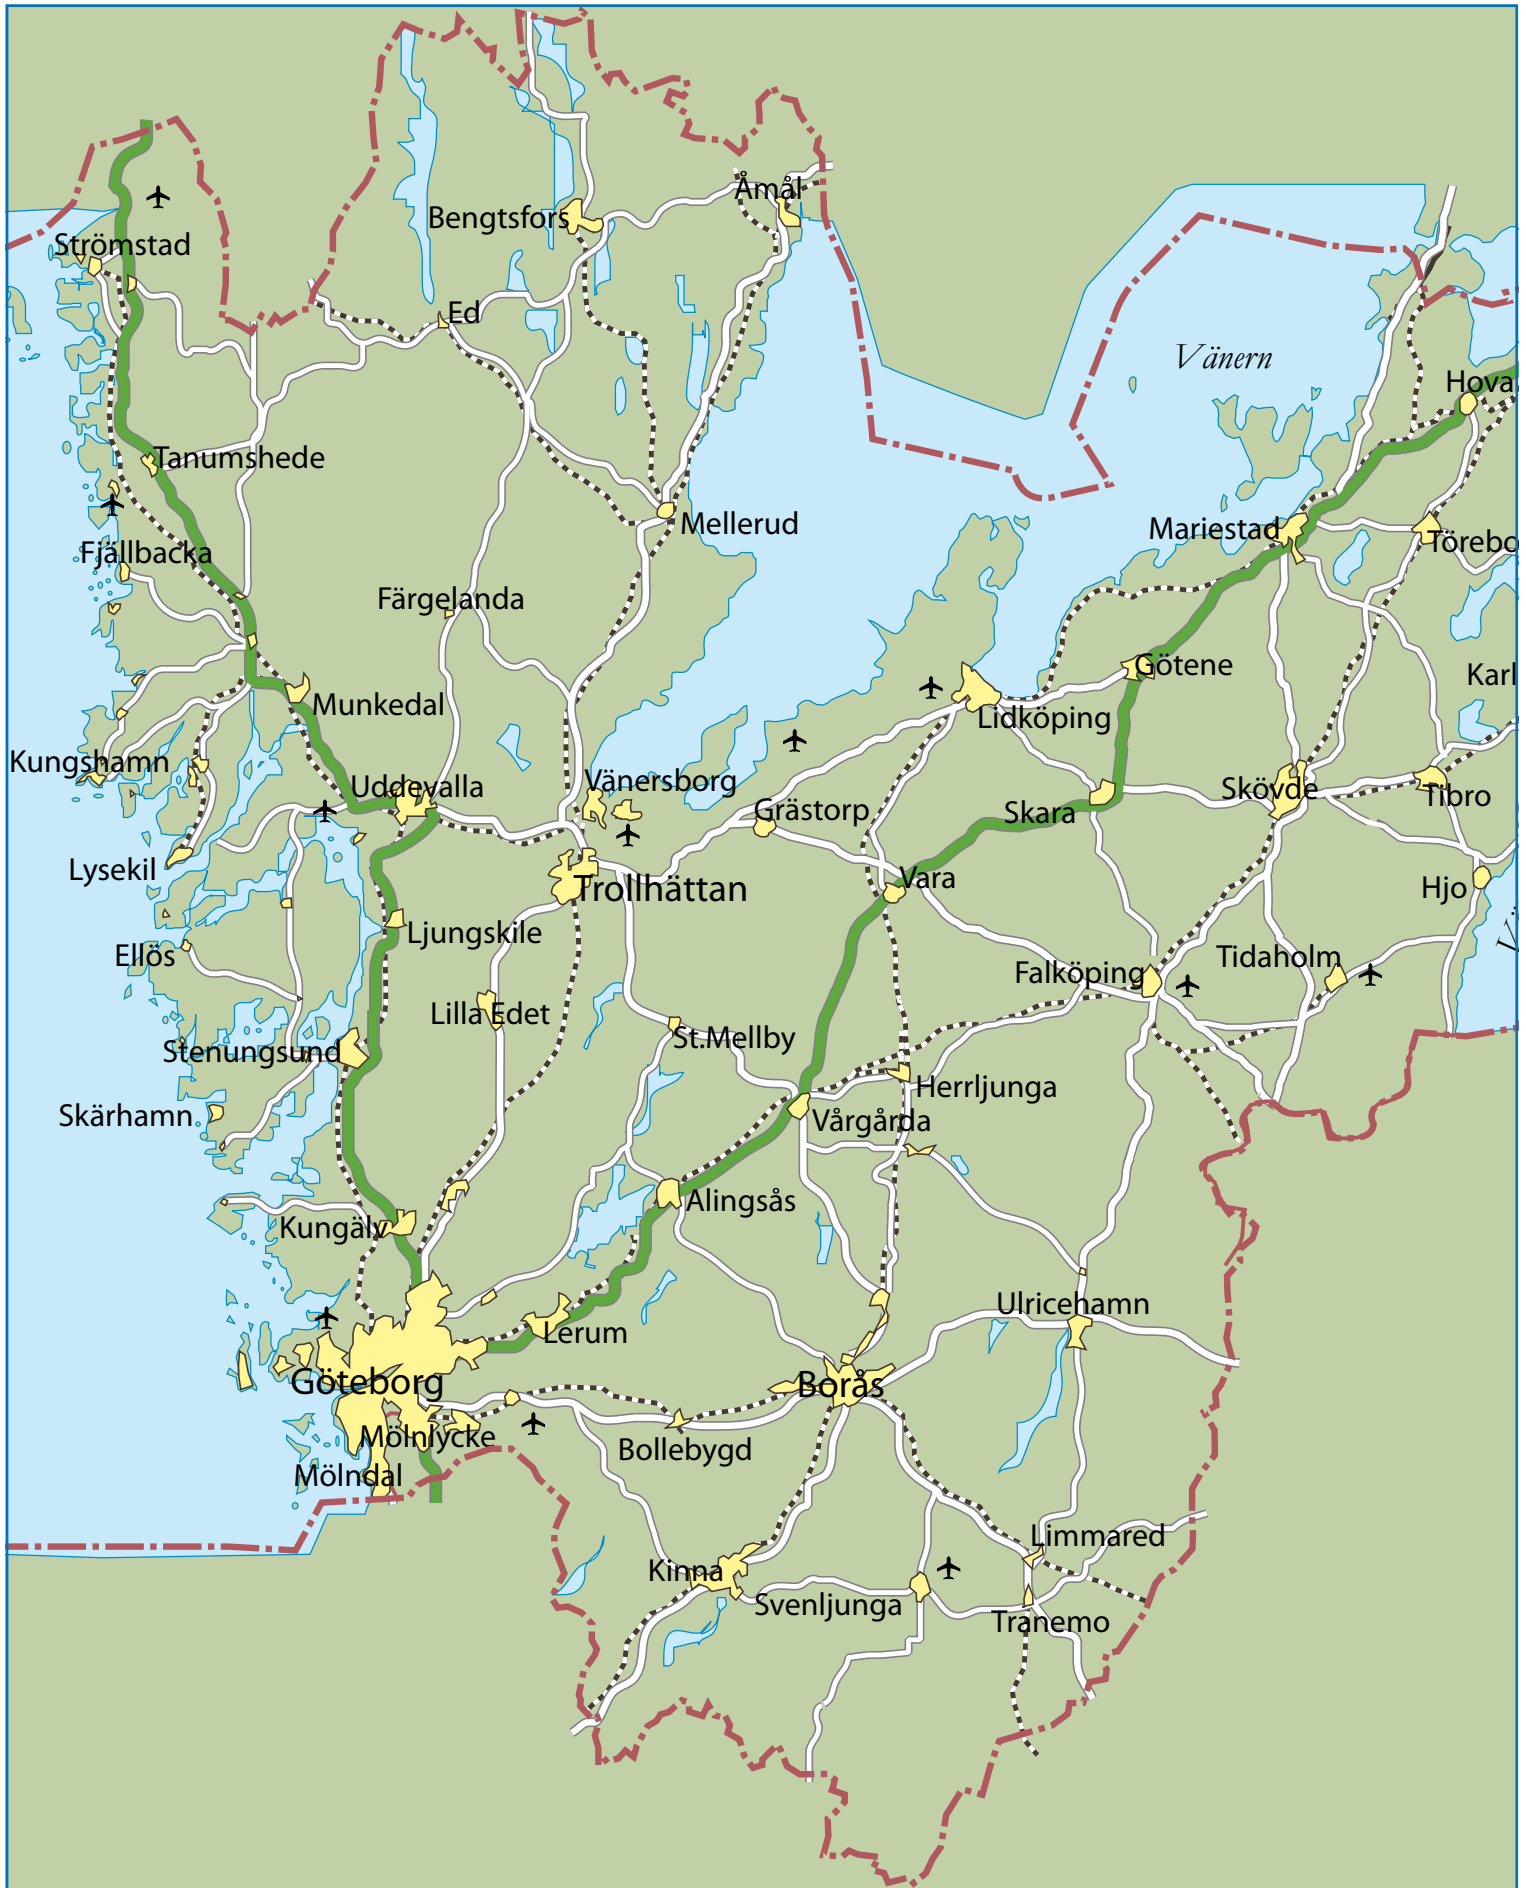 Åmål
Bengtsfors
Strömstad
Ed
Vänern
Hova
Tanumshede
Mellerud
Mariestad
Törebo
Fjällbacka
Färgelanda
Götene
Karl
Munkedal
Lidköping
Kungshamn
Vänersborg
Uddevalla
Skövde
Tibro
Grästorp
Skara
Lysekil
Trollhättan
Vara
Hjo
Ljungskile
Ellös
Tidaholm
Falköping
Lilla Edet
St.Mellby
Stenungsund
Herrljunga
Skärhamn
Vårgårda
Alingsås
Kungälv
Ulricehamn
Lerum
Göteborg
Borås
Mölnlycke
Bollebygd
Mölndal
Limmared
Kinna
Svenljunga
Tranemo